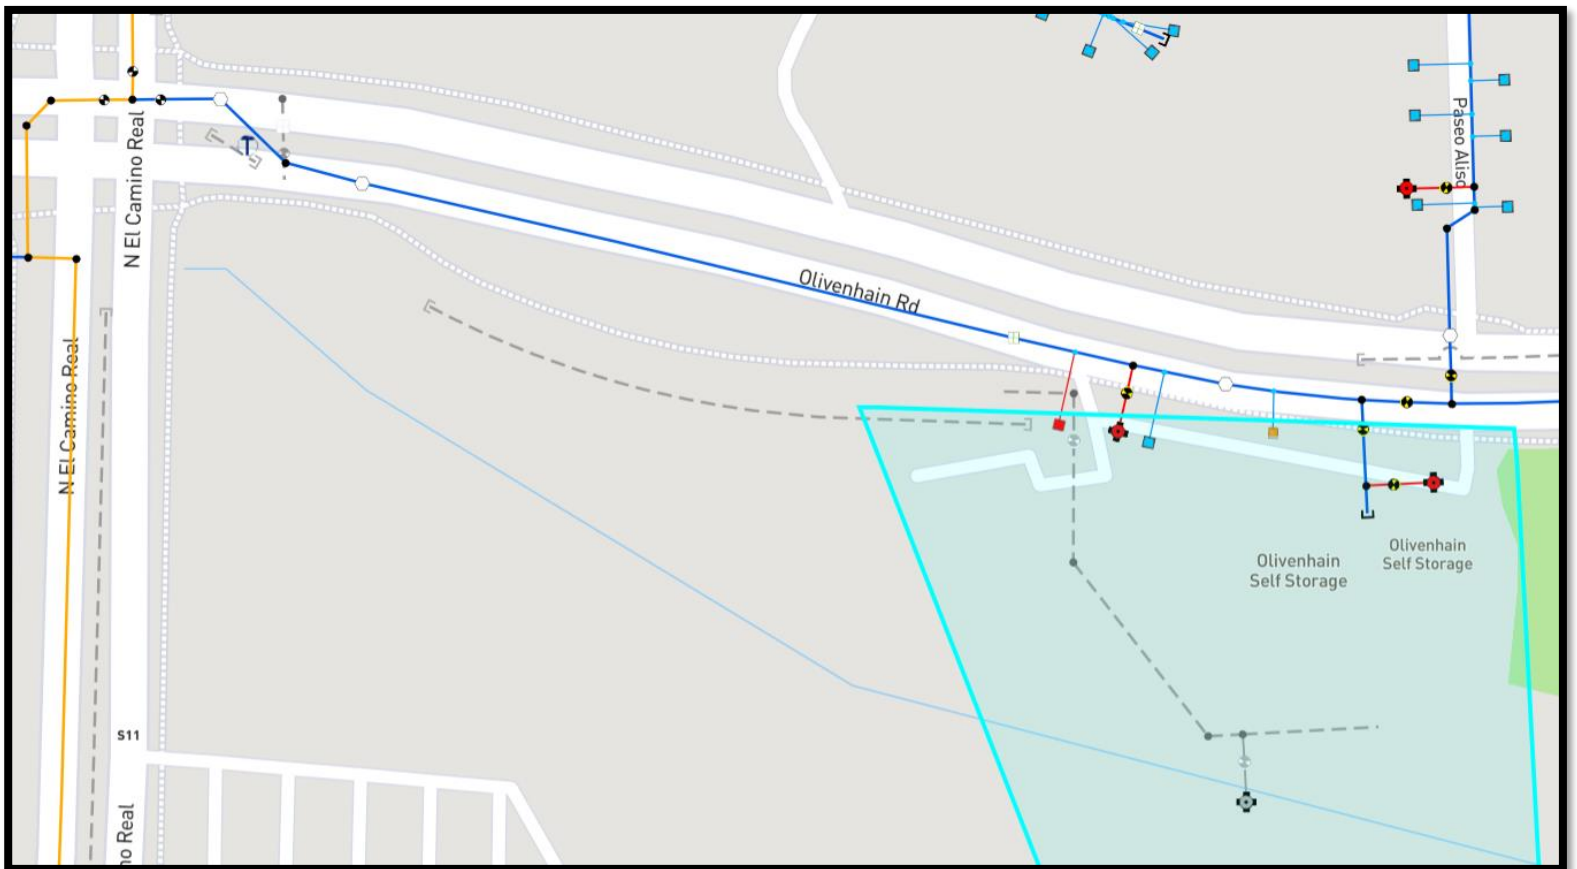 N El Camino Real
Paseo Aliso
Olivenhain Rd
N El Camino Real
T
Olivenhain
Self Storage
Olivenhain
Self Storage
S11
no Real